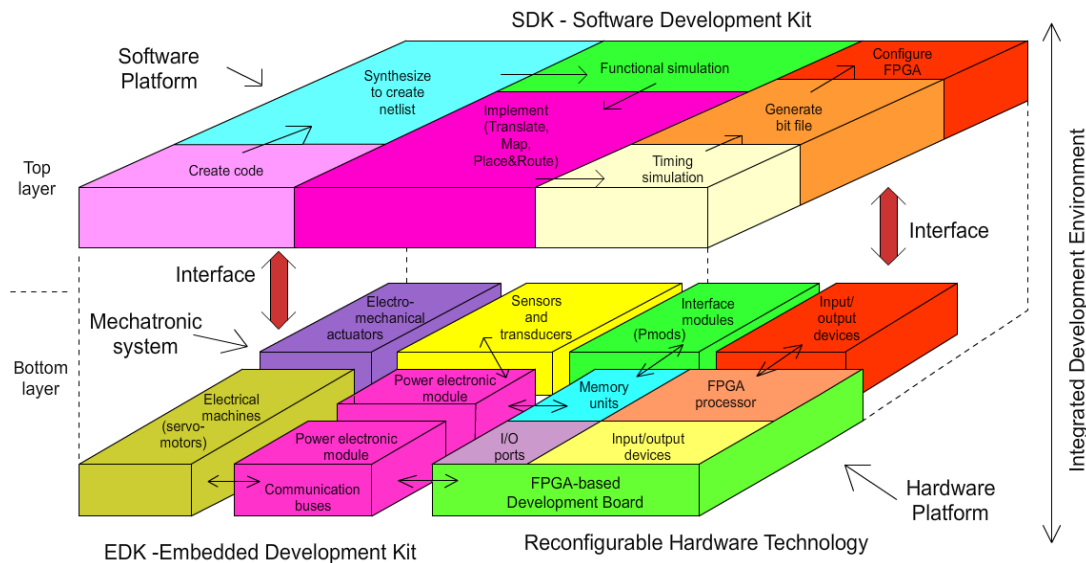 SDK - Software Development Kit
Software
Platform
Synthesize
to create
netlist
Functional simulation
Configure
FPGA
Implement
(Translate,
Map,
Place&Route)
Generate
bit file
Create code
Timing
simulation
Top
layer
Interface
Interface
Integrated Development Environment
Mechatronic
system
Bottom
layer
Electro-
mechanical
actuators
Sensors
and
transducers
Interface
modules
(Pmods)
Input/
output
devices
Electrical
machines
(servo-
motors)
Power electronic
module
Memory
units
FPGA
processor
Power electronic
module
I/O
ports
Input/output
devices
Communication
buses
FPGA-based
Development Board
Hardware
Platform
EDK -Embedded Development Kit
Reconfigurable Hardware Technology